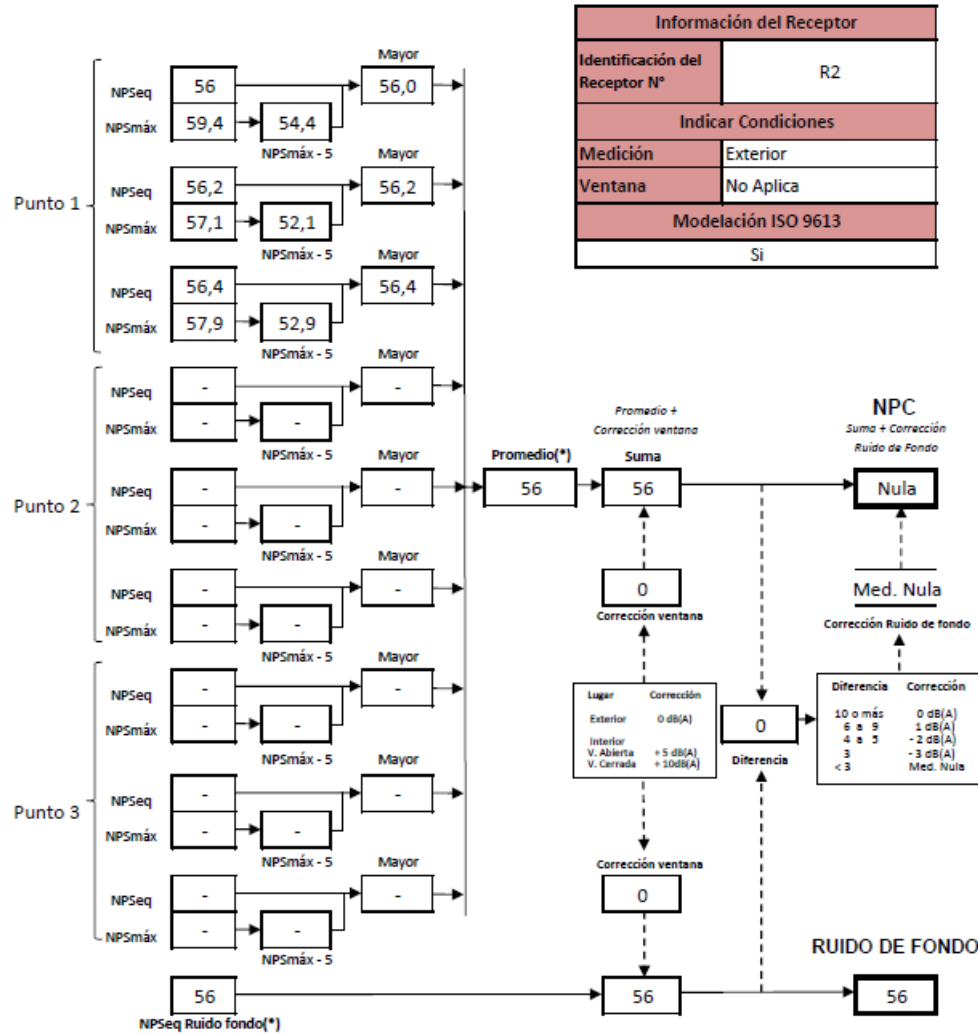 Información del Receptor
Identificación del Receptor N° R2
Indicar Condiciones
Medición Exterior
Ventana No Aplica
Modelación ISO 9613
Si
Punto 1
Mayor
NPSeq 56 56,0
NPSmáx 59,4 54,4
NPSmáx - 5
Mayor
NPSeq 56,2 56,2
NPSmáx 57,1 52,1
NPSmáx - 5
Mayor
NPSeq 56,4 56,4
NPSmáx 57,9 52,9
NPSmáx - 5
Punto 2
Mayor
NPSeq - -
NPSmáx - -
NPSmáx - 5
Mayor
NPSeq - -
NPSmáx - -
NPSmáx - 5
Mayor
NPSeq - -
NPSmáx - -
NPSmáx - 5
Punto 3
Mayor
NPSeq - -
NPSmáx - -
NPSmáx - 5
Mayor
NPSeq - -
NPSmáx - -
NPSmáx - 5
Mayor
NPSeq - -
NPSmáx - -
NPSmáx - 5
56
NPSeq Ruido fondo(*)
Promedio(*)
56
Promedio +
Corrección ventana
Suma
56
0
Corrección ventana
Lugar Corrección
Exterior 0 dB(A)
Interior
V. Abierta + 5 dB(A)
V. Cerrada + 10dB(A)
Corrección ventana
0
56
0
Diferencia
NPC
Suma + Corrección
Ruido de Fondo
Nula
Med. Nula
Corrección Ruido de fondo
Diferencia Corrección
10 o más 0 dB(A)
6 a 9 1 dB(A)
4 a 5 - 2 dB(A)
3 - 3 dB(A)
< 3 Med. Nula
RUIDO DE FONDO
56